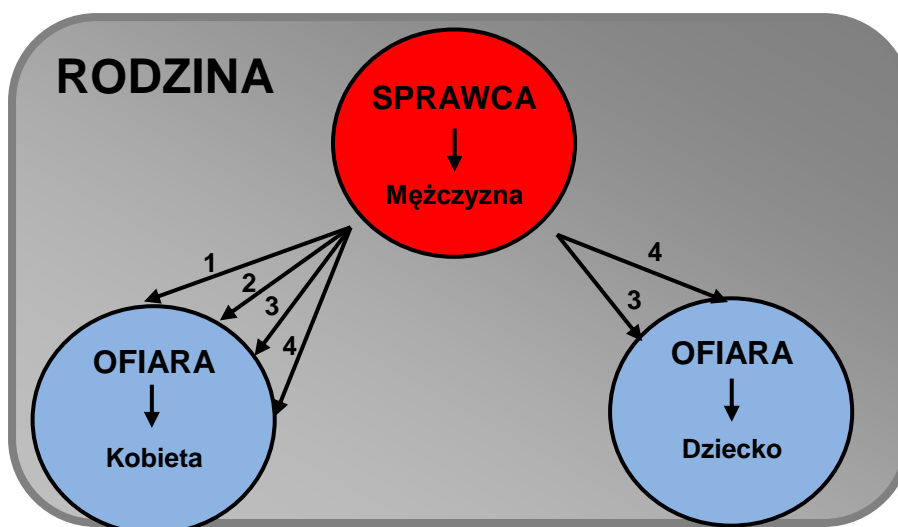 RODZINA
SPRAWCA
Mężczyzna
1
2
3
4
4
3
OFIARA
Kobieta
OFIARA
Dziecko